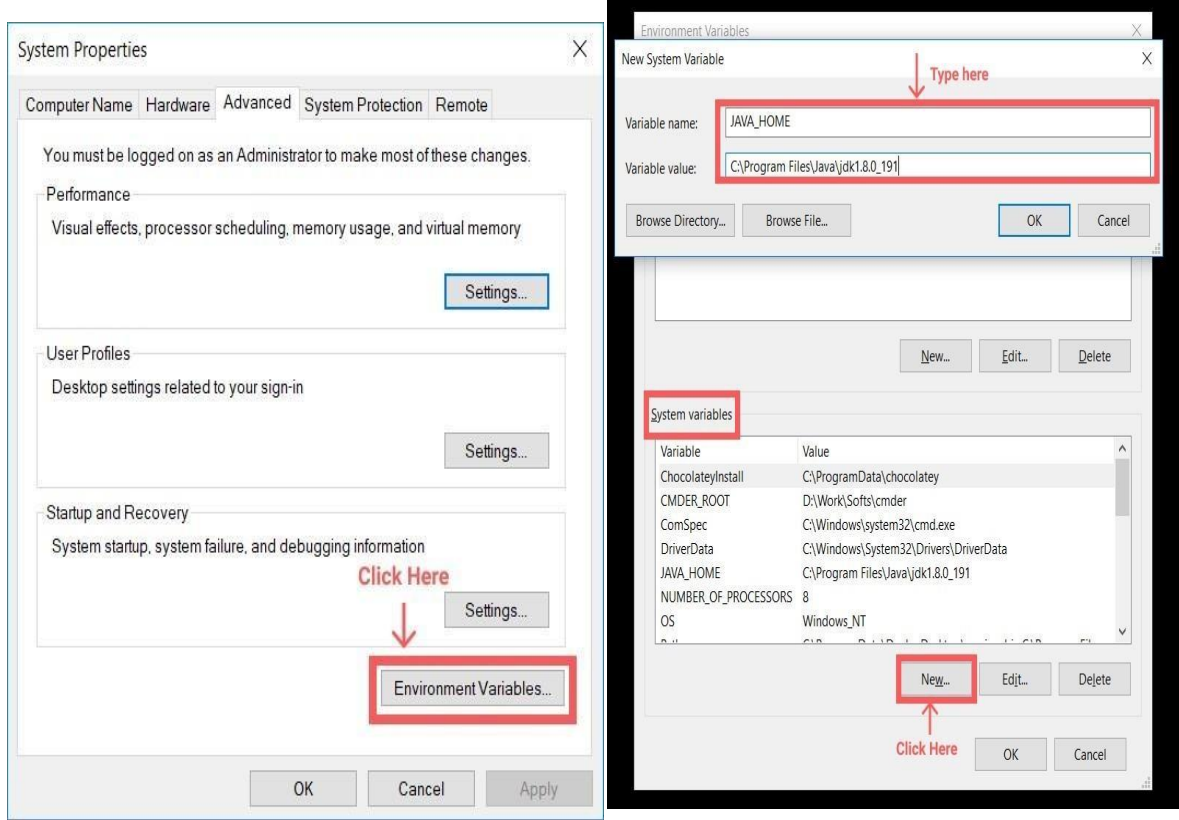 System Properties
Computer Name Hardware Advanced System Protection Remote
You must be logged on as an Administrator to make most of these changes.
Performance
Visual effects, processor scheduling, memory usage, and virtual memory
Settings...
User Profiles
Desktop settings related to your sign-in
Settings...
Startup and Recovery
System startup, system failure, and debugging information
Click Here
Settings...
Environment Variables...
OK Cancel Apply
Environment Variables
New System Variable
Type here
Variable name: JAVA_HOME
Variable value: C:\Program Files\Java\jdk1.8.0_191
Browse Directory... Browse File... OK Cancel
New... Edit... Delete
System variables
Variable Value
ChocolateyInstall C:\ProgramData\chocolatey
CMDER_ROOT D:\Work\Softs\cmder
ComSpec C:\Windows\system32\cmd.exe
DriverData C:\Windows\System32\Drivers\DriverData
JAVA_HOME C:\Program Files\Java\jdk1.8.0_191
NUMBER_OF_PROCESSORS 8
OS Windows_NT
New... Edit... Delete
Click Here
OK Cancel